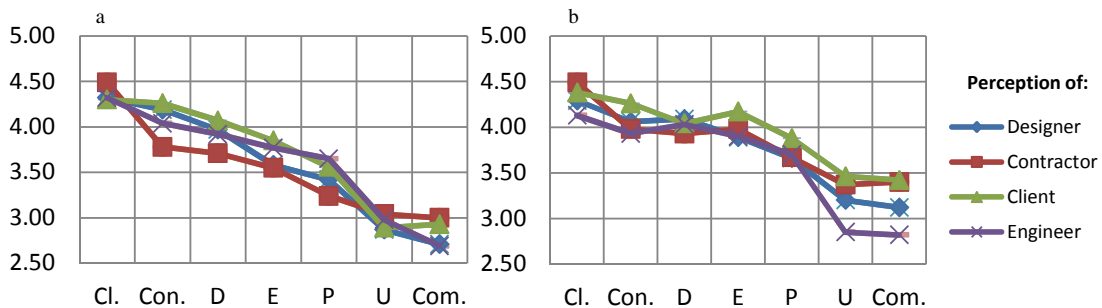 a
5.00
4.50
4.00
3.50
3.00
2.50
Cl. Con. D E P U Com.
b
5.00
4.50
4.00
3.50
3.00
2.50
Cl. Con. D E P U Com.
Perception of:
Designer
Contractor
Client
Engineer